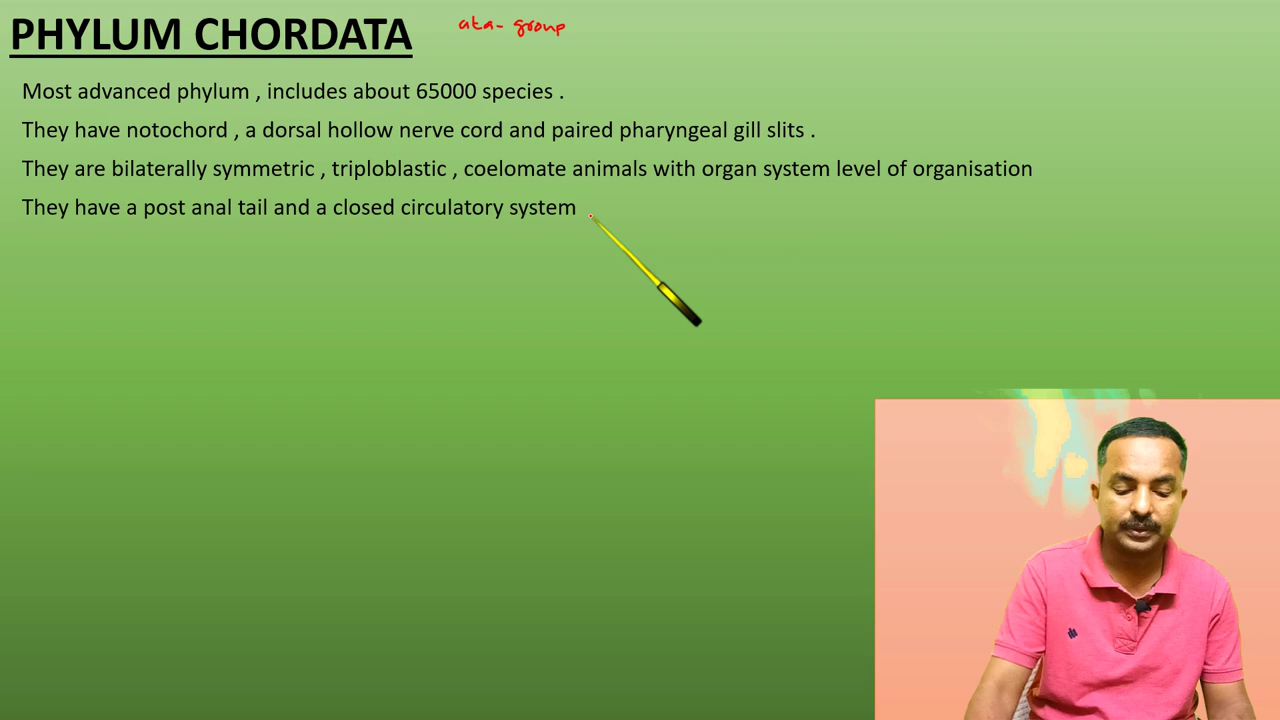 PHYLUM CHORDATA ata- group
Most advanced phylum , includes about 65000 species .
They have notochord , a dorsal hollow nerve cord and paired pharyngeal gill slits .
They are bilaterally symmetric , triploblastic , coelomate animals with organ system level of organisation
They have a post anal tail and a closed circulatory system